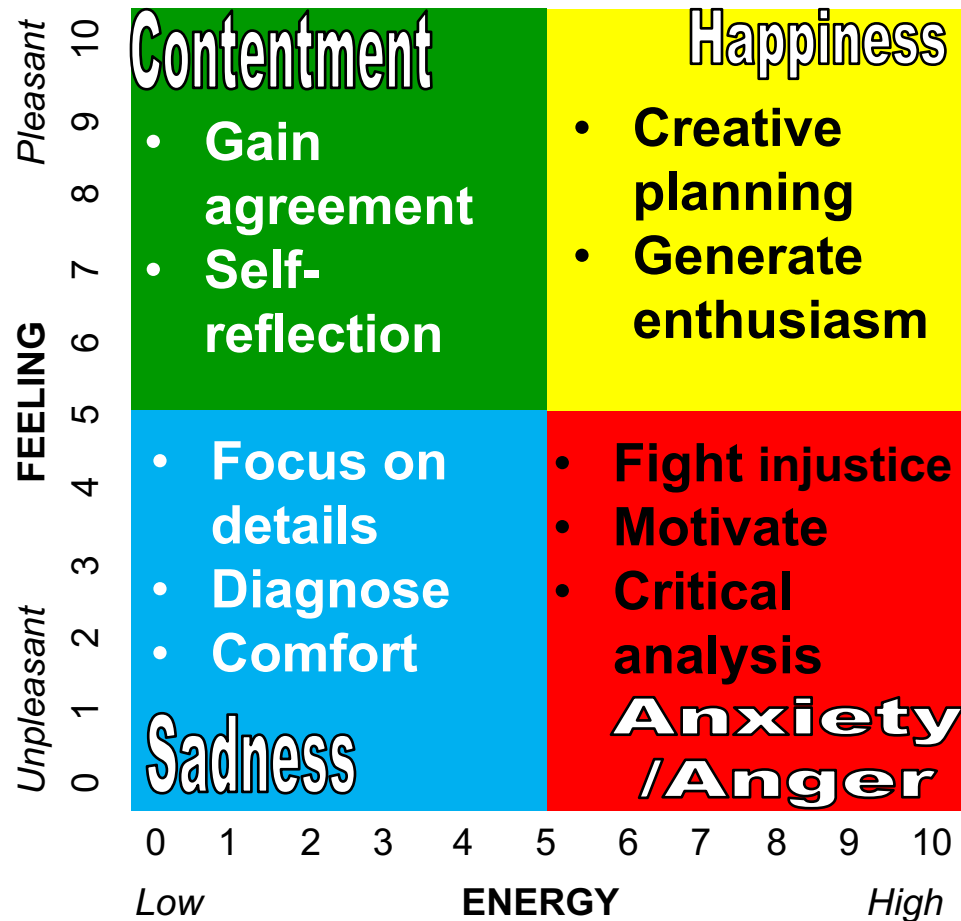 Contentment
• Gain
agreement
• Self-
reflection
Happiness
• Creative
planning
• Generate
enthusiasm
• Focus on
details
• Diagnose
• Comfort
Sadness
• Fight injustice
• Motivate
• Critical
analysis
Anxiety
/Anger
Pleasant
FEELING
Unpleasant
10
9
8
7
6
5
4
3
2
1
0
0 1 2 3 4 5 6 7 8 9 10
Low ENERGY High